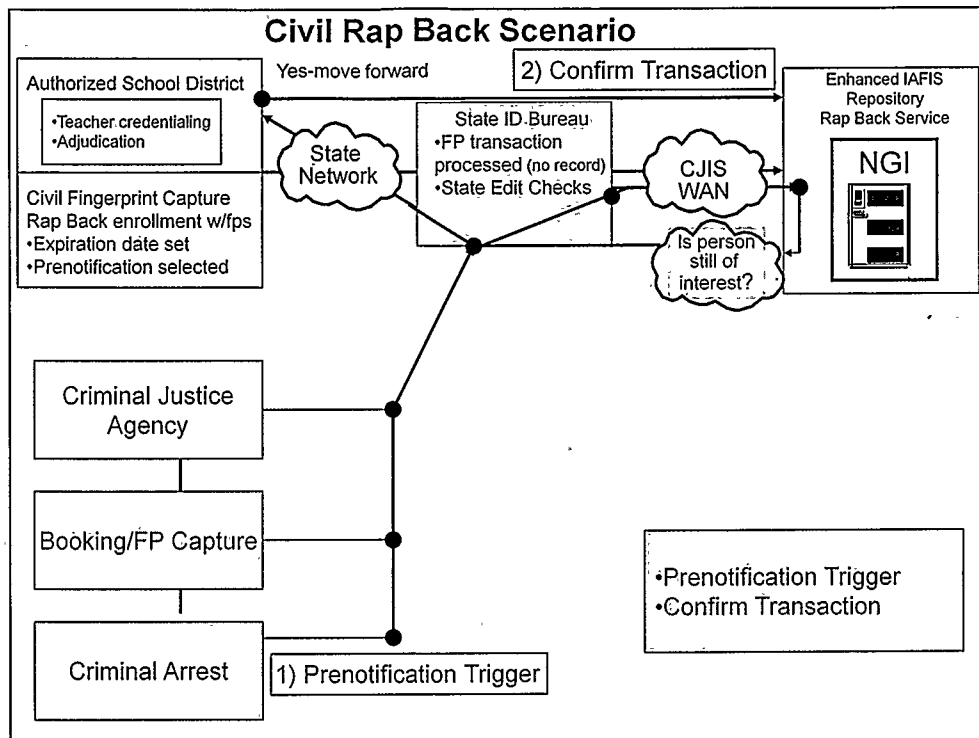 Civil Rap Back Scenario
Authorized School District
•Teacher credentialing
•Adjudication
Civil Fingerprint Capture
Rap Back enrollment w/fps
•Expiration date set
•Prenotification selected
Yes-move forward
2) Confirm Transaction
State
Network
State ID Bureau
•FP transaction
processed (no record)
•State Edit Checks
CJIS
WAN
Is person
still of
interest?
Enhanced IAFIS
Repository
Rap Back Service
NGI
Criminal Justice
Agency
Booking/FP Capture
Criminal Arrest
1) Prenotification Trigger
•Prenotification Trigger
•Confirm Transaction